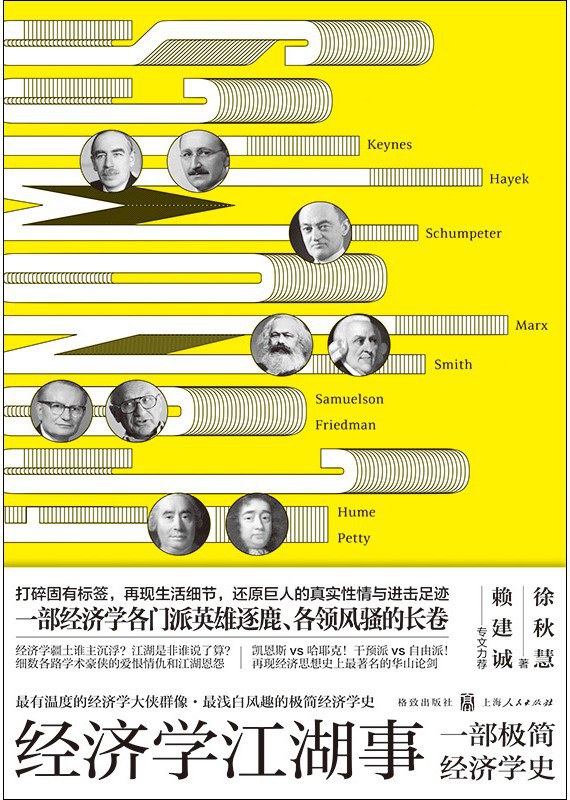 Keynes
Hayek
Schumpeter
Marx
Smith
Samuelson
Friedman
Hume
Petty
打碎固有标签，再现生活细节，还原巨人的真实性情与进击足迹
一部经济学各门派英雄逐鹿、各领风骚的长卷
经济学疆土谁主沉浮？江湖是非谁说了算？
细数各路学术豪侠的爱恨情仇和江湖恩怨
凯恩斯 vs 哈耶克！干预派 vs 自由派！
再现经济思想史上最著名的华山论剑
徐秋慧 著
赖建诚 专文力荐
最有温度的经济学大侠群像·最浅白风趣的极简经济学史
格致出版社 上海人民出版社
经济学江湖事
一部极简
经济学史